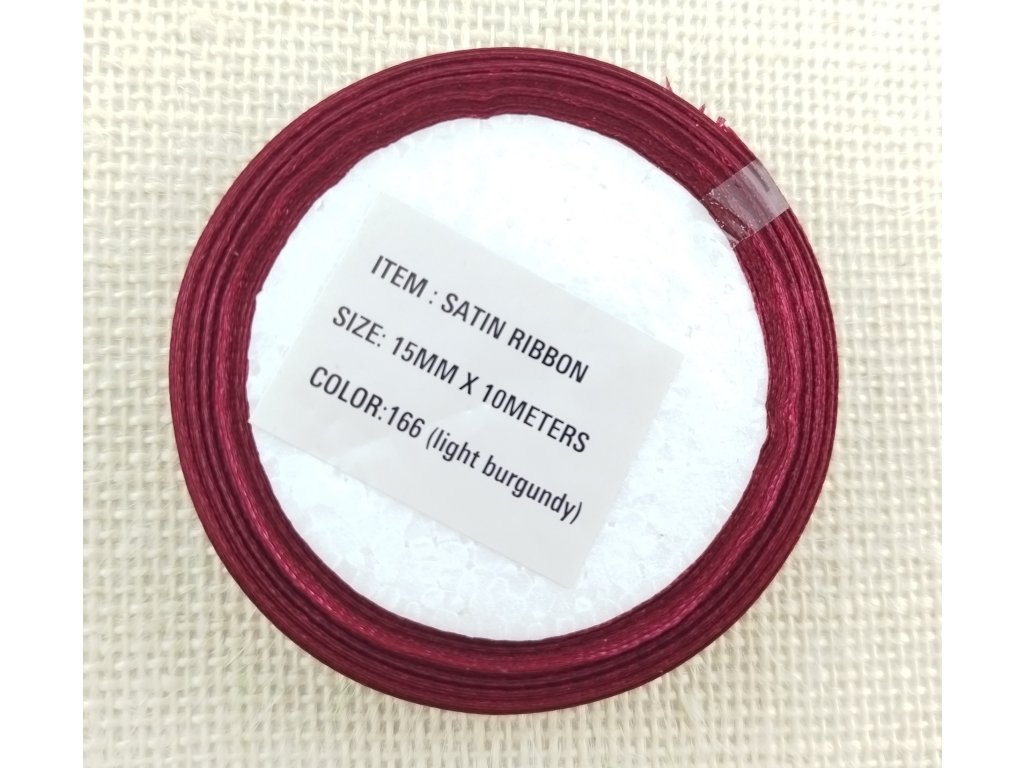 ITEM : SATIN RIBBON
SIZE: 15MM X 10METERS
COLOR:166 (light burgundy)